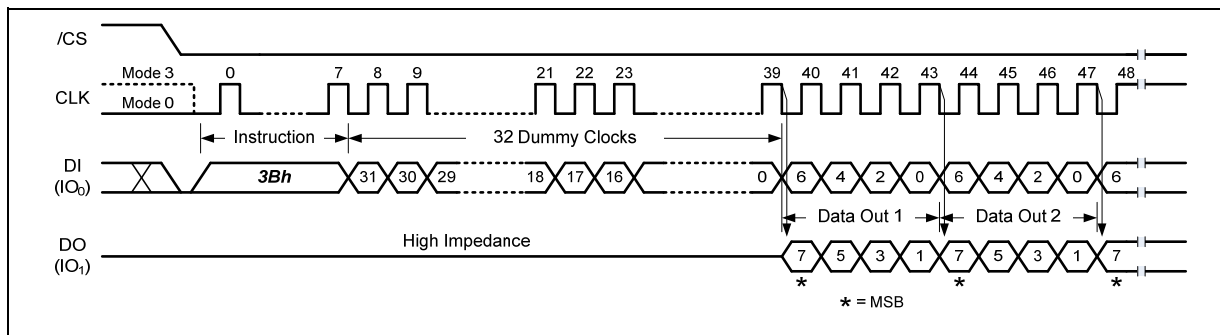 /CS
Mode 3 0 7 8 9 21 22 23 39 40 41 42 43 44 45 46 47 48
CLK
Mode 0
Instruction 32 Dummy Clocks
DI
(IO0)
3Bh 31 30 29 18 17 16 0 6 4 2 0 6 4 2 0 6
Data Out 1 Data Out 2
DO
(IO1)
High Impedance
7 5 3 1 7 5 3 1 7
* * *
* = MSB